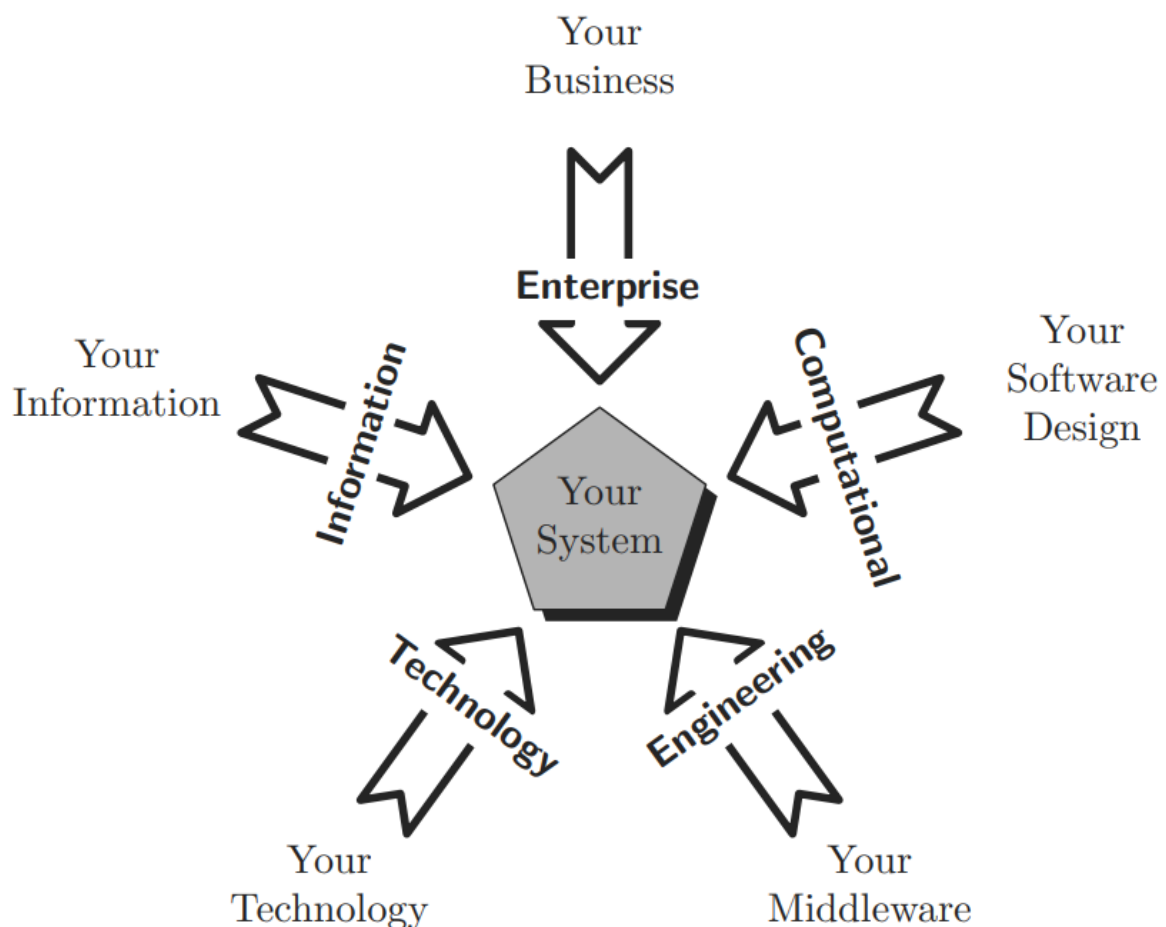 Your
Business
Enterprise
Your
Information
Information
Computational
Your
Software
Design
Your
System
Technology
Engineering
Your
Technology
Your
Middleware